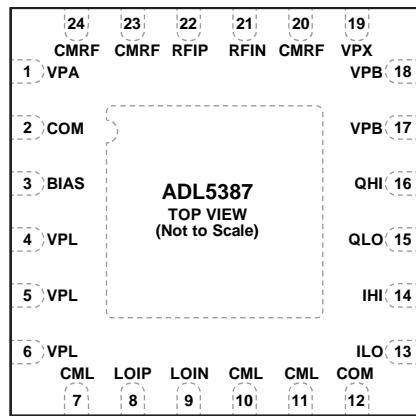 24 23 22 21 20 19
CMRF CMRF RFIP RFIN CMRF VPX
1 VPA VPB 18
2 COM VPB 17
3 BIAS QHI 16
ADL5387
TOP VIEW
(Not to Scale)
4 VPL QLO 15
5 VPL IHI 14
6 VPL ILO 13
CML LOIP LOIN CML CML COM
7 8 9 10 11 12